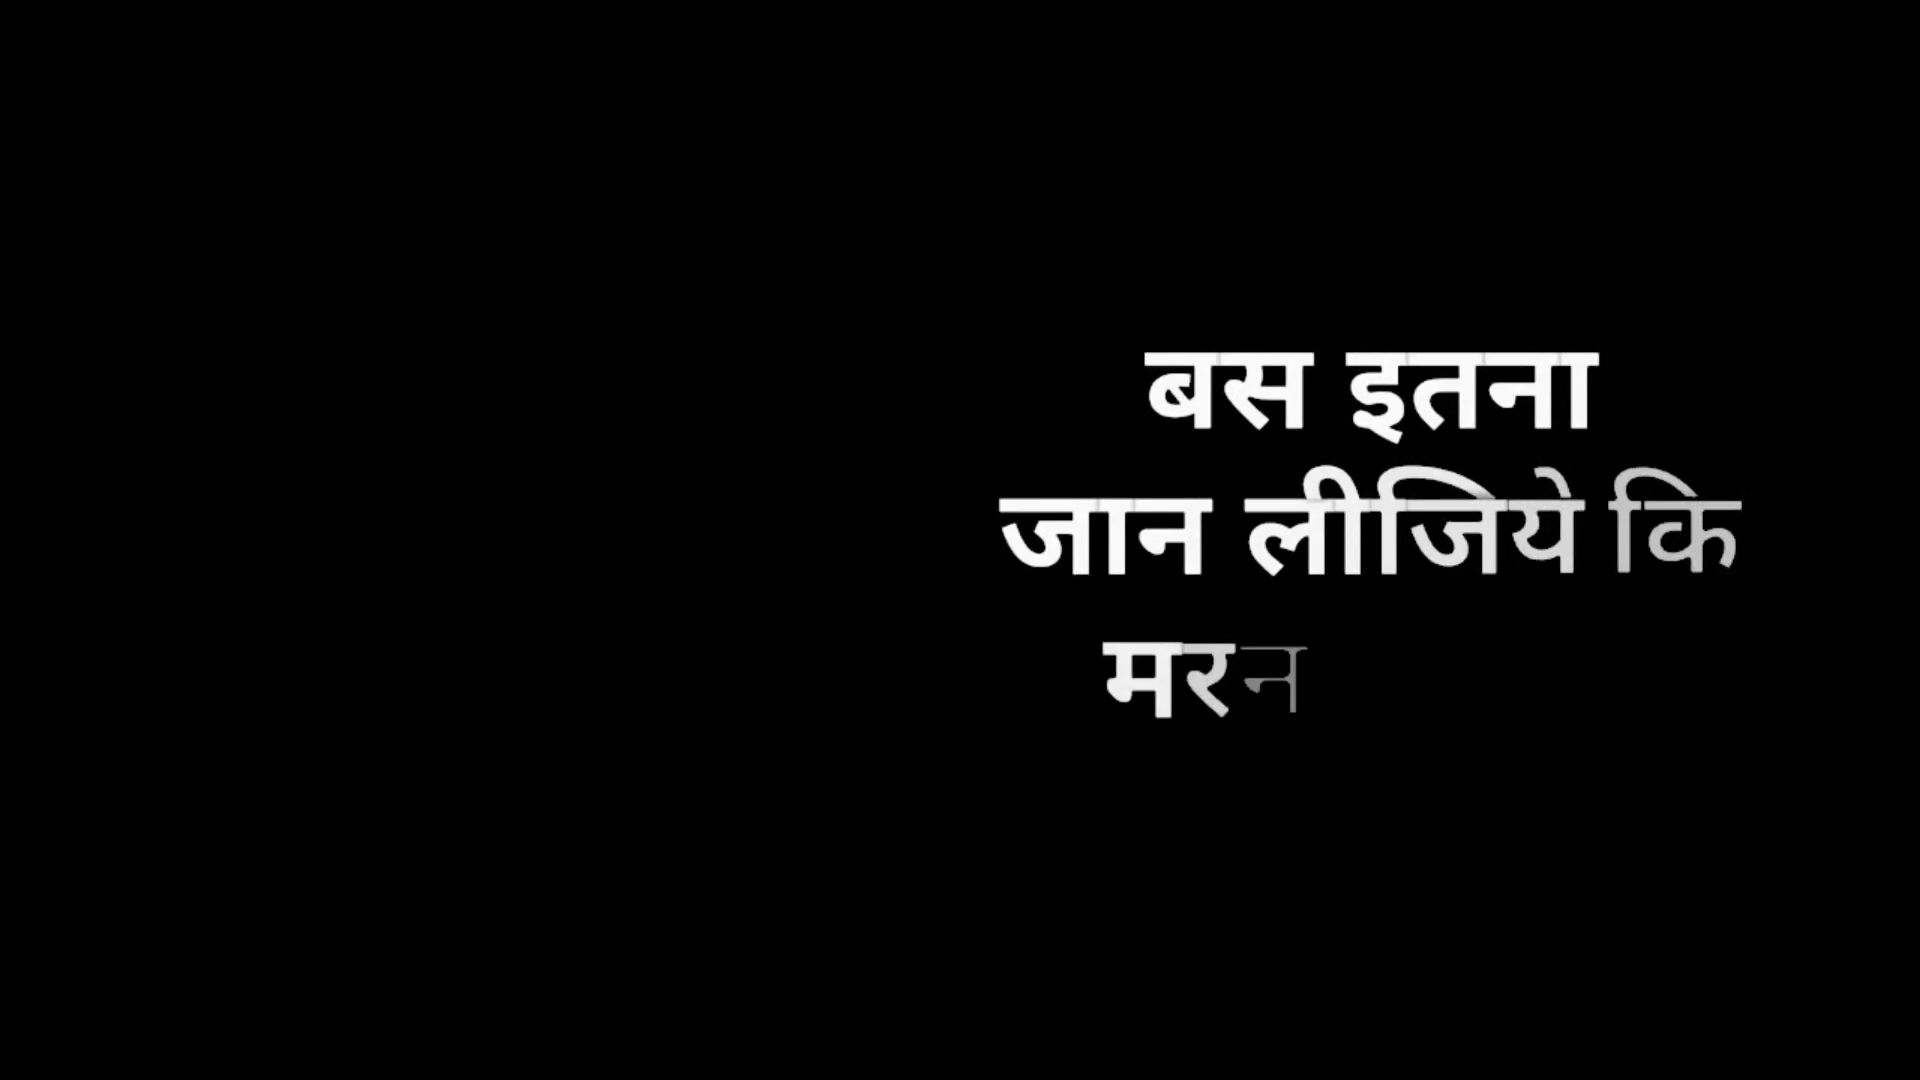 बस इतना
जान लीजिये कि
मरन